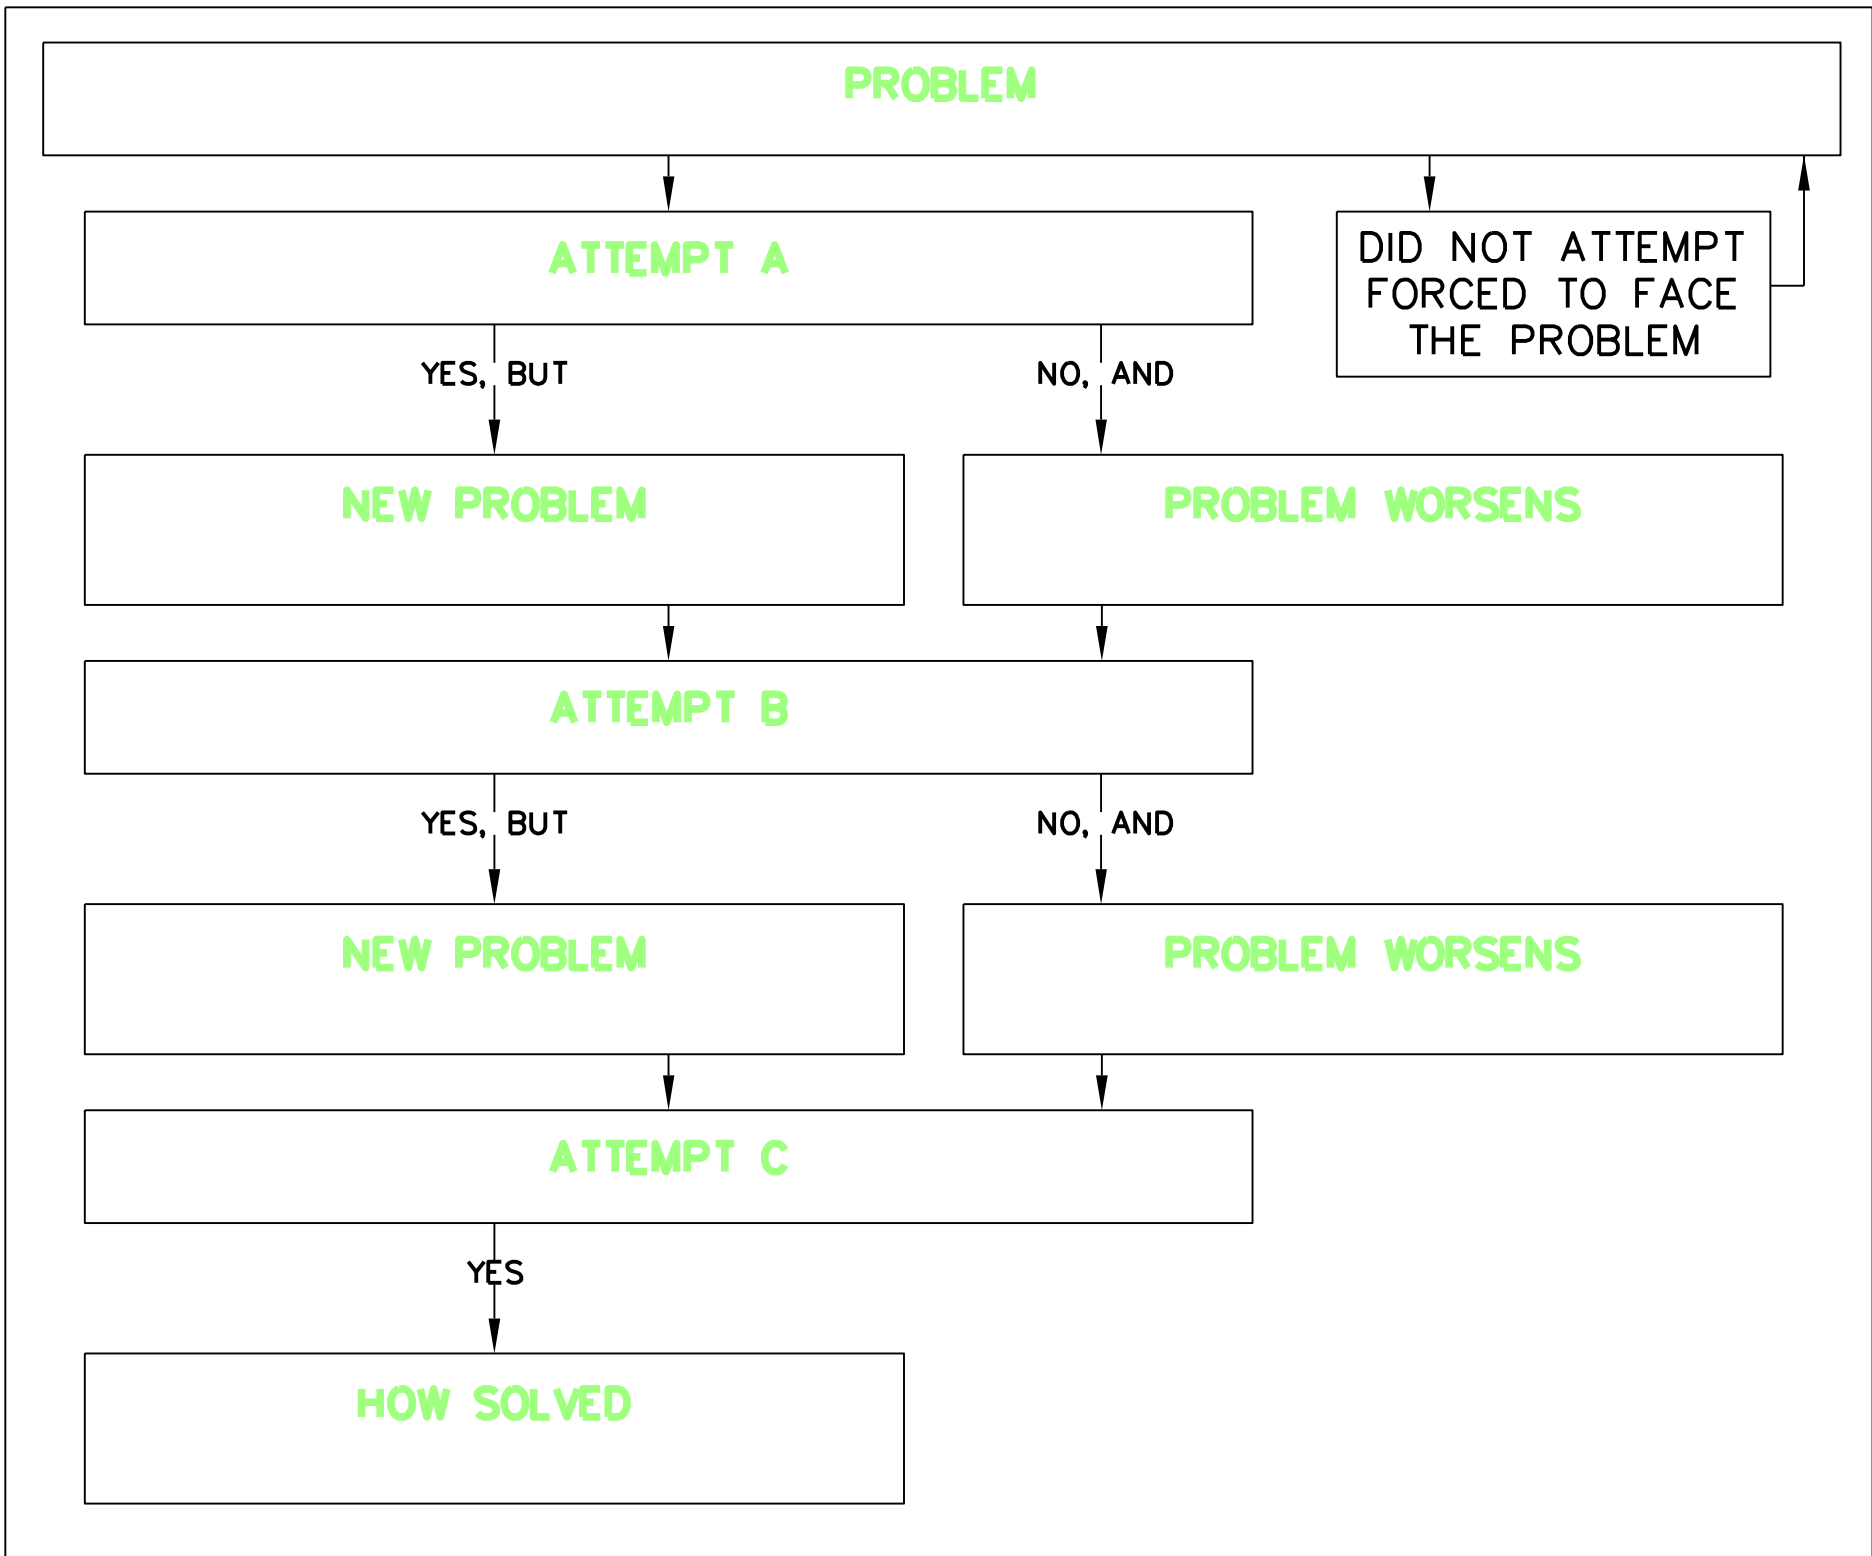 PROBLEM
ATTEMPT A
DID NOT ATTEMPT
FORCED TO FACE
THE PROBLEM
YES, BUT
NO, AND
NEW PROBLEM
PROBLEM WORSENS
ATTEMPT B
YES, BUT
NO, AND
NEW PROBLEM
PROBLEM WORSENS
ATTEMPT C
YES
HOW SOLVED